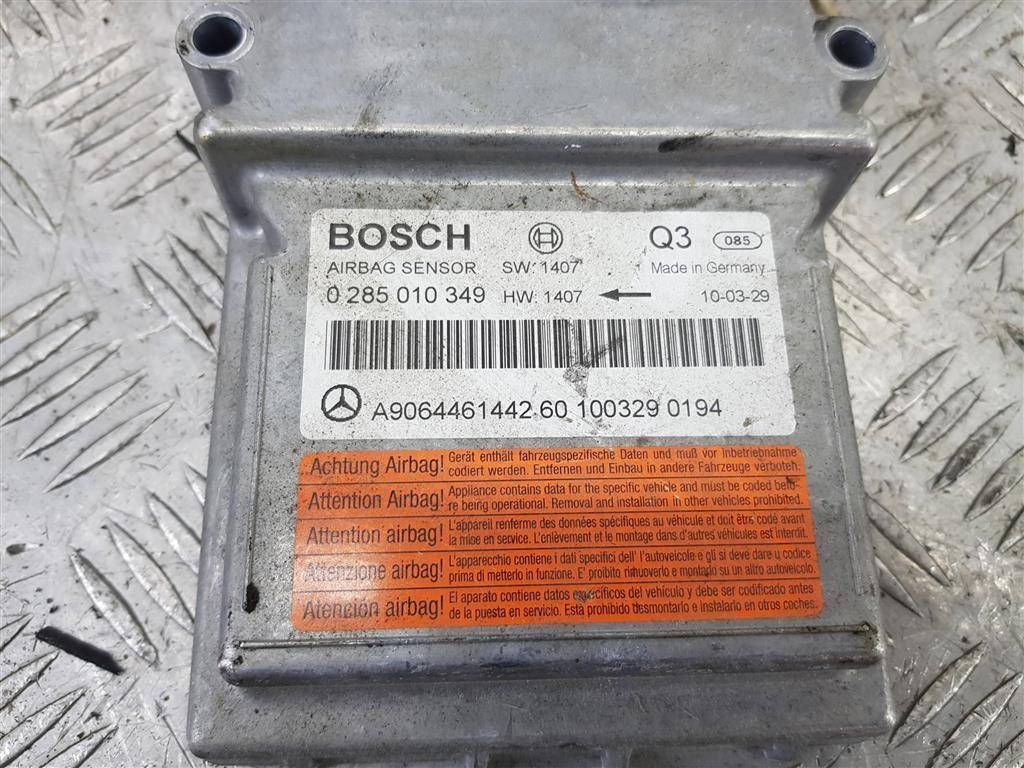 BOSCH Q3 085
AIRBAG SENSOR SW: 1407 Made in Germany
0 285 010 349 HW: 1407 10-03-29
A9064461442 60 100329 0194
Achtung Airbag! Gerät enthält fahrzeugspezifische Daten und muß vor Inbetriebnahme
codiert werden. Entfernen und Einbau in andere Fahrzeuge verboten.
Attention Airbag! Appliance contains data for the specific vehicle and must be coded befo-
re being operational. Removal and installation in other vehicles prohibited.
Attention airbag! L'appareil renferme des données spécifiques au véhicule et doit être codé avant
la mise en service. L'enlèvement et le montage dans d'autres véhicules est interdit.
Attenzione airbag! L'apparecchio contiene i dati specifici dell' l'autoveicolo e gli si deve dare u codice
prima di metterlo in funzione. E' proibito rimuoverlo e montarlo su un altro autoveicolo.
Atención airbag! El aparato contiene datos específicos del vehículo y debe ser codificado antes
de la puesta en servicio. Está prohibido desmontarlo e instalarlo en otros coches.